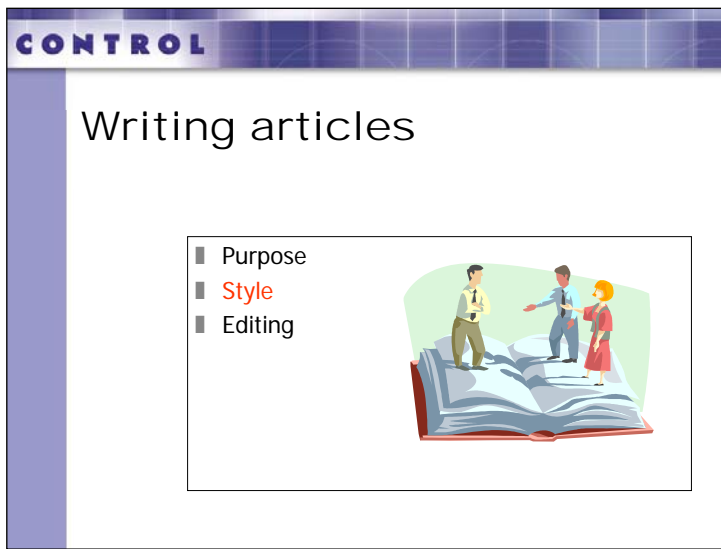 CONTROL
Writing articles
Purpose
Style
Editing